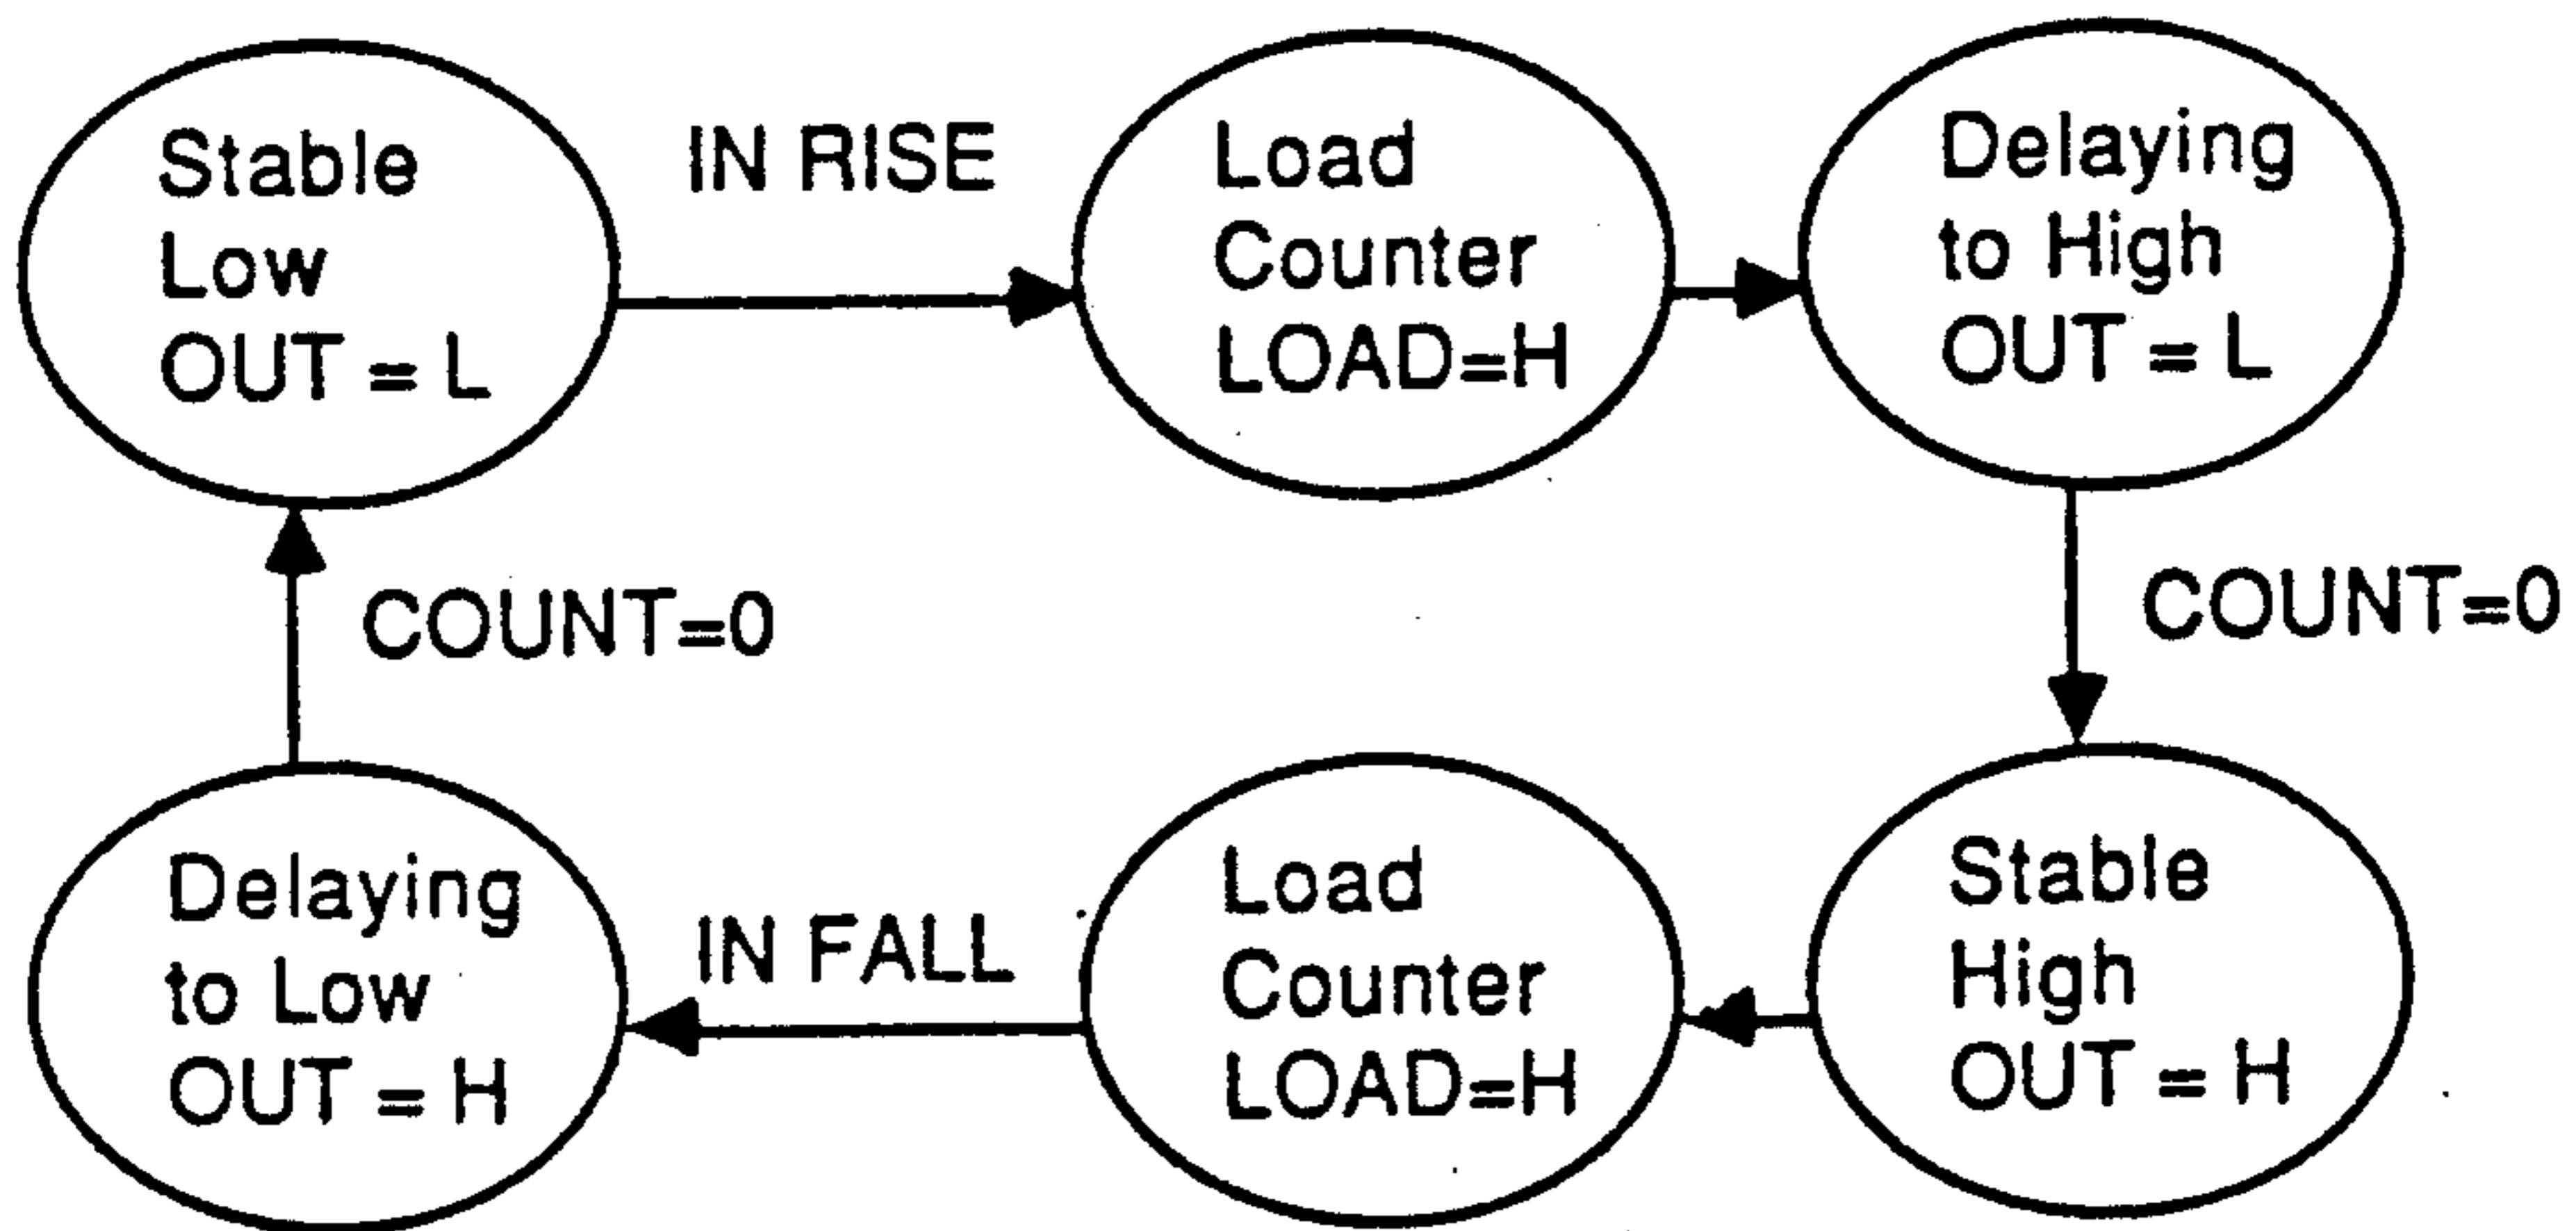 Stable
Low
OUT = L
IN RISE
Load
Counter
LOAD=H
Delaying
to High
OUT = L
COUNT=0
COUNT=0
Delaying
to Low
OUT = H
IN FALL
Load
Counter
LOAD=H
Stable
High
OUT = H